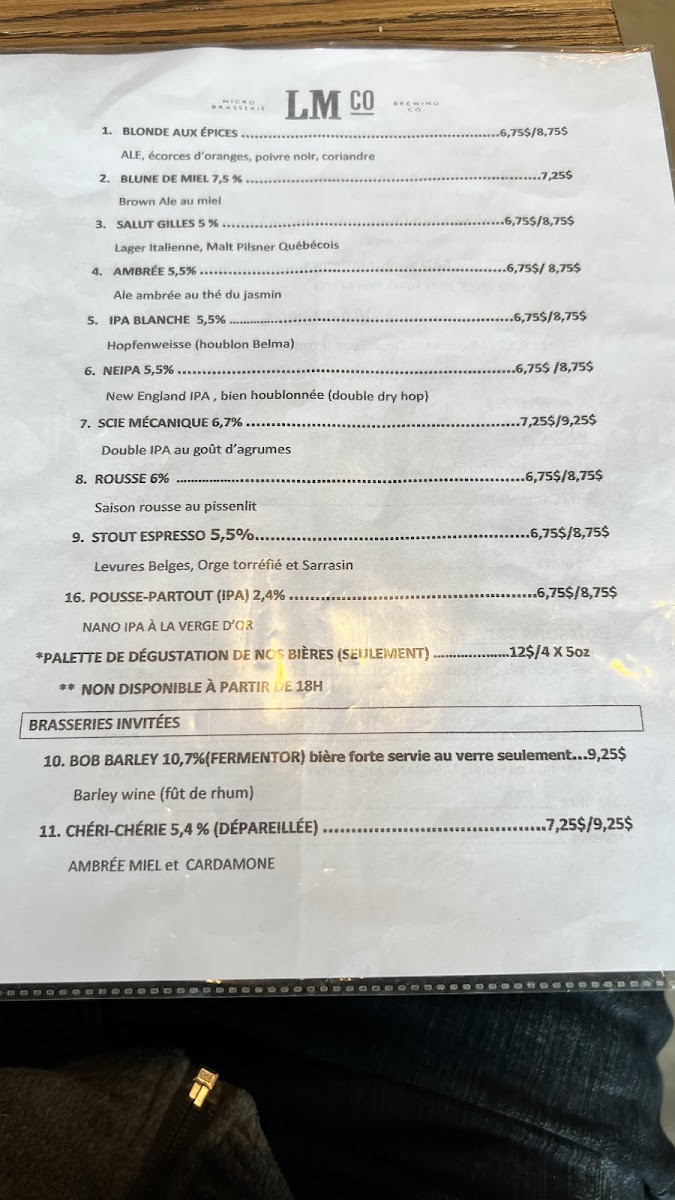 MICRO BRASSERIE LM CO BREWING CO
1. BLONDE AUX ÉPICES ...6,75$/8,75$
ALE, écorces d'oranges, poivre noir, coriandre
2. BLUNE DE MIEL 7,5 % ...7,25$
Brown Ale au miel
3. SALUT GILLES 5 % ...6,75$/8,75$
Lager Italienne, Malt Pilsner Québécois
4. AMBRÉE 5,5% ...6,75$/ 8,75$
Ale ambrée au thé du jasmin
5. IPA BLANCHE 5,5% ...6,75$/8,75$
Hopfenweisse (houblon Belma)
6. NEIPA 5,5% ...6,75$ /8,75$
New England IPA , bien houblonnée (double dry hop)
7. SCIE MÉCANIQUE 6,7% ...7,25$/9,25$
Double IPA au goût d'agrumes
8. ROUSSE 6% ...6,75$/8,75$
Saison rousse au pissenlit
9. STOUT ESPRESSO 5,5%...6,75$/8,75$
Levures Belges, Orge torréfié et Sarrasin
16. POUSSE-PARTOUT (IPA) 2,4% ...6,75$/8,75$
NANO IPA À LA VERGE D'OR
*PALETTE DE DÉGUSTATION DE NOS BIÈRES (SEULEMENT) ...12$/4 X 5oz
** NON DISPONIBLE À PARTIR DE 18H
BRASSERIES INVITÉES
10. BOB BARLEY 10,7%(FERMENTOR) bière forte servie au verre seulement...9,25$
Barley wine (fût de rhum)
11. CHÉRI-CHÉRIE 5,4 % (DÉPAREILLÉE) ...7,25$/9,25$
AMBRÉE MIEL et CARDAMONE